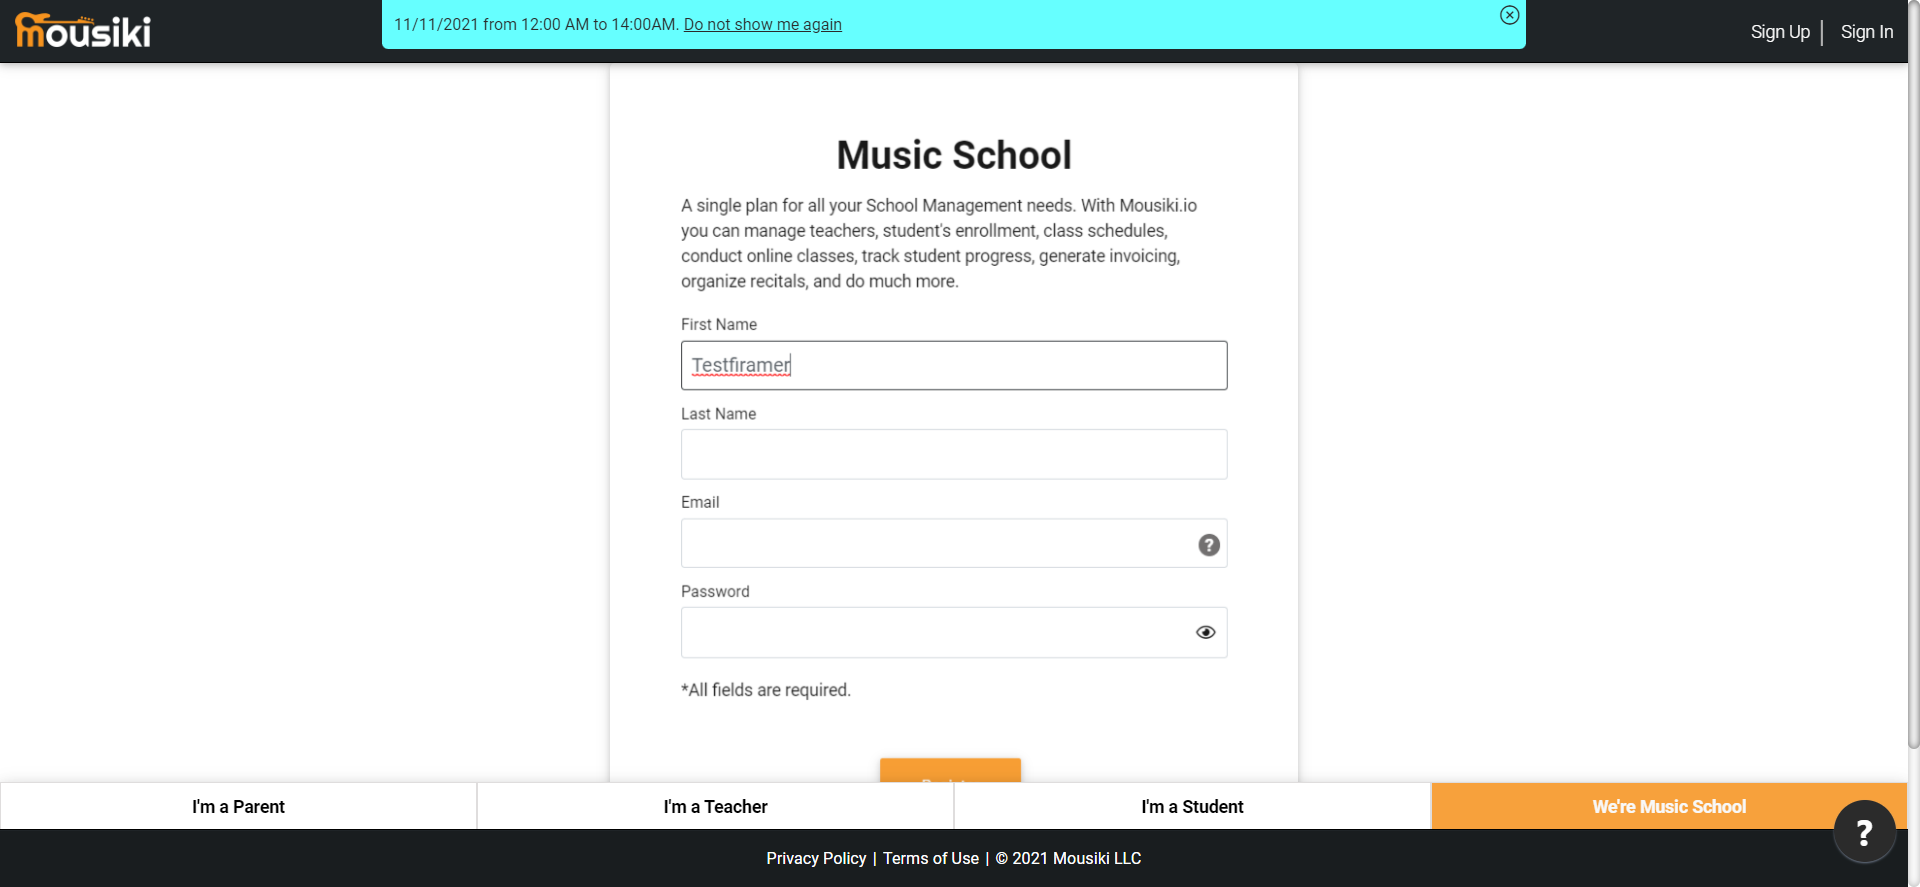 mousiki
11/11/2021 from 12:00 AM to 14:00AM. Do not show me again
Sign Up | Sign In
Music School
A single plan for all your School Management needs. With Mousiki.io
you can manage teachers, student's enrollment, class schedules,
conduct online classes, track student progress, generate invoicing,
organize recitals, and do much more.
First Name
Testfiramer
Last Name
Email
?
Password
*All fields are required.
I'm a Parent
I'm a Teacher
I'm a Student
We're Music School
?
Privacy Policy | Terms of Use | © 2021 Mousiki LLC